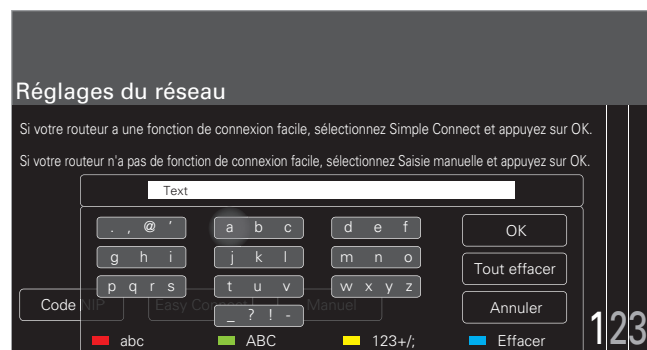 Réglages du réseau
Si votre routeur a une fonction de connexion facile, sélectionnez Simple Connect et appuyez sur OK.
Si votre routeur n'a pas de fonction de connexion facile, sélectionnez Saisie manuelle et appuyez sur OK.
Text
. , @ ' a b c d e f OK
g h i j k l m n o Tout effacer
p q r s t u v w x y z
Code NIP Easy Connect Manuel Annuler
_ ? ! -
123
abc ABC 123+/; Effacer